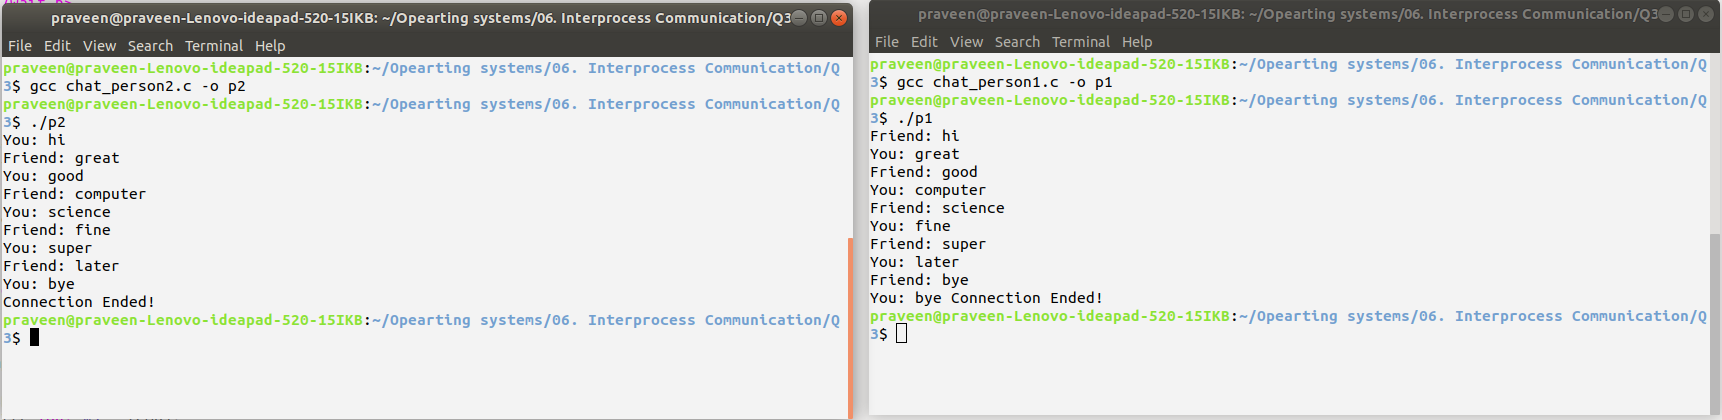 praveen@praveen-Lenovo-ideapad-520-15IKB: ~/Opearting systems/06. Interprocess Communication/Q3
File Edit View Search Terminal Help
praveen@praveen-Lenovo-ideapad-520-15IKB:~/Opearting systems/06. Interprocess Communication/Q
3$ gcc chat_person2.c -o p2
praveen@praveen-Lenovo-ideapad-520-15IKB:~/Opearting systems/06. Interprocess Communication/Q
3$ ./p2
You: hi
Friend: great
You: good
Friend: computer
You: science
Friend: fine
You: super
Friend: later
You: bye
Connection Ended!
praveen@praveen-Lenovo-ideapad-520-15IKB:~/Opearting systems/06. Interprocess Communication/Q
3$
praveen@praveen-Lenovo-ideapad-520-15IKB: ~/Opearting systems/06. Interprocess Communication/Q3
File Edit View Search Terminal Help
praveen@praveen-Lenovo-ideapad-520-15IKB:~/Opearting systems/06. Interprocess Communication/Q
3$ gcc chat_person1.c -o p1
praveen@praveen-Lenovo-ideapad-520-15IKB:~/Opearting systems/06. Interprocess Communication/Q
3$ ./p1
Friend: hi
You: great
Friend: good
You: computer
Friend: science
You: fine
Friend: super
You: later
Friend: bye
You: bye Connection Ended!
praveen@praveen-Lenovo-ideapad-520-15IKB:~/Opearting systems/06. Interprocess Communication/Q
3$